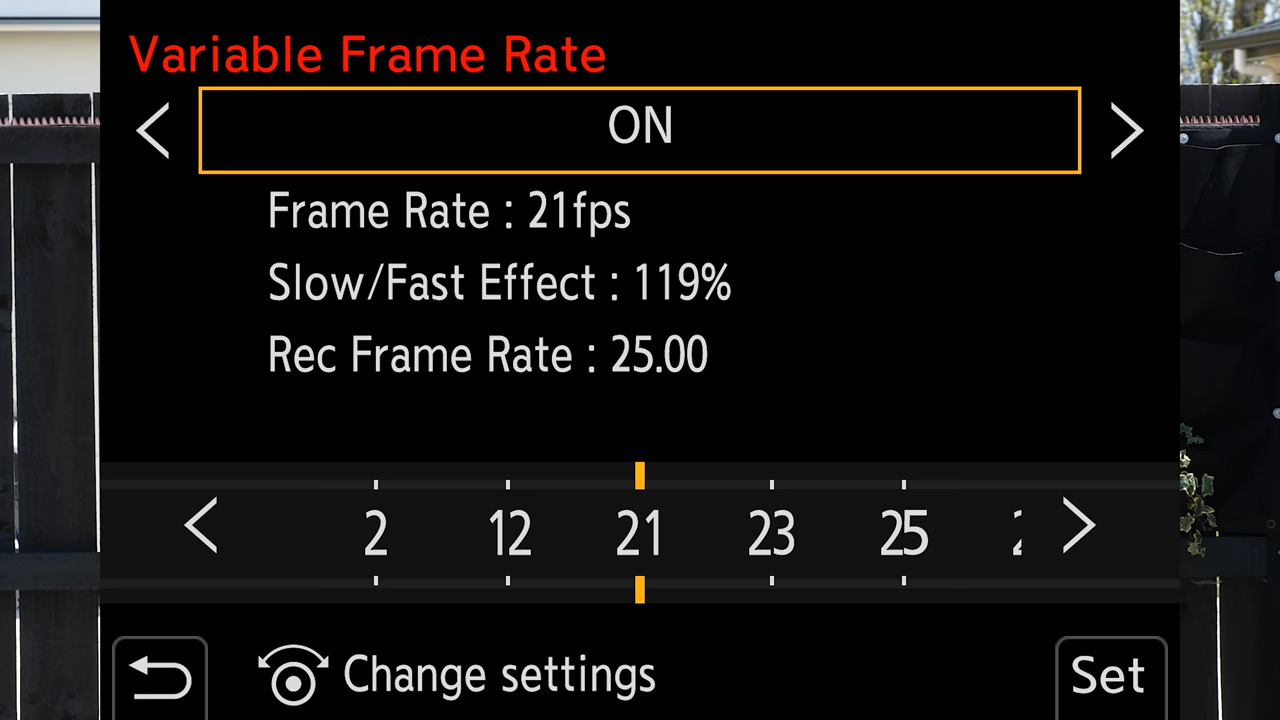 Variable Frame Rate
ON
Frame Rate : 21fps
Slow/Fast Effect : 119%
Rec Frame Rate : 25.00
2 12 21 23 25
Change settings
Set